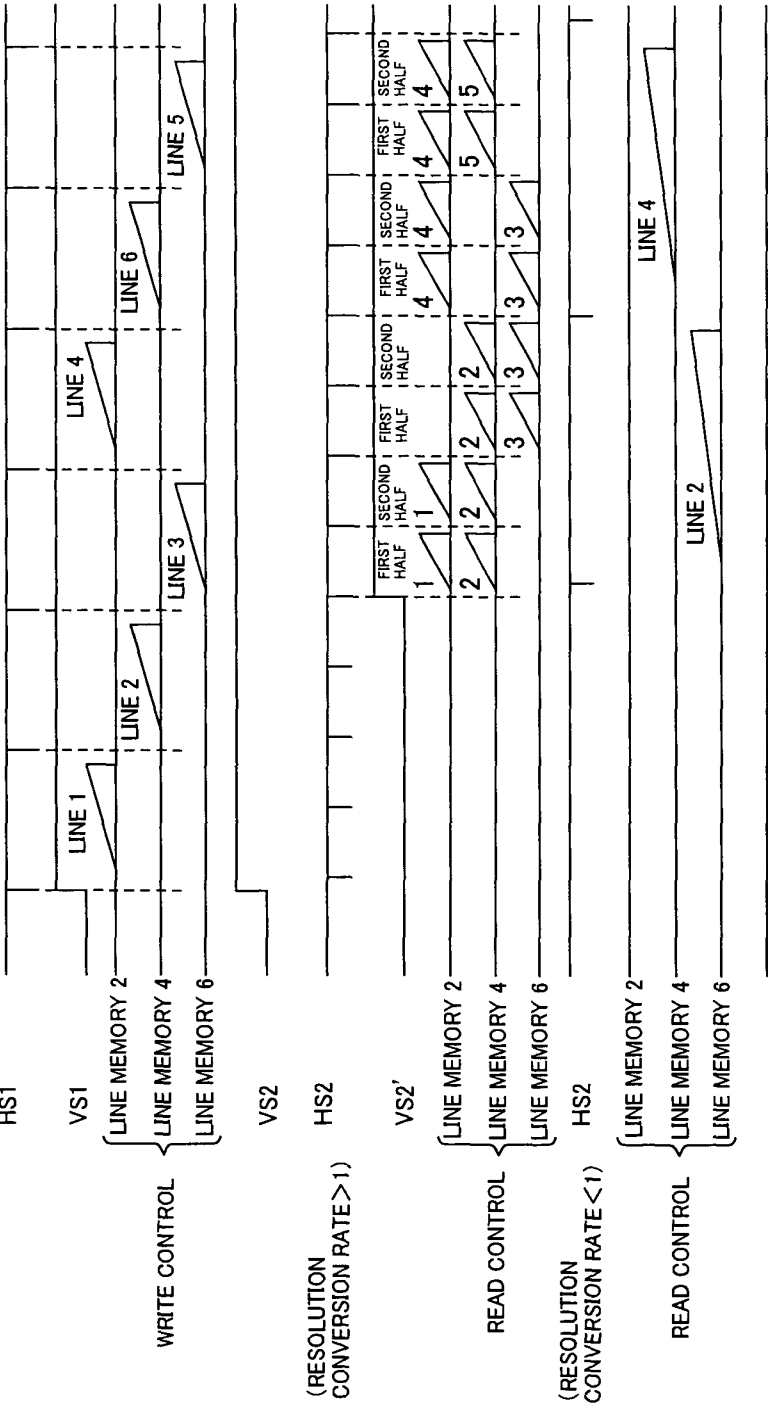 HS1
VS1
WRITE CONTROL
LINE MEMORY 2 LINE 1 LINE 4
LINE MEMORY 4 LINE 2 LINE 6
LINE MEMORY 6 LINE 3 LINE 5
VS2
(RESOLUTION
CONVERSION RATE>1)
HS2
VS2'
FIRST HALF SECOND HALF FIRST HALF SECOND HALF FIRST HALF SECOND HALF FIRST HALF SECOND HALF
READ CONTROL
LINE MEMORY 2 1 1 4 4 4 4
LINE MEMORY 4 2 2 2 2 5 5
LINE MEMORY 6 3 3 3 3
(RESOLUTION
CONVERSION RATE<1)
HS2
READ CONTROL
LINE MEMORY 2
LINE MEMORY 4 LINE 4
LINE MEMORY 6 LINE 2